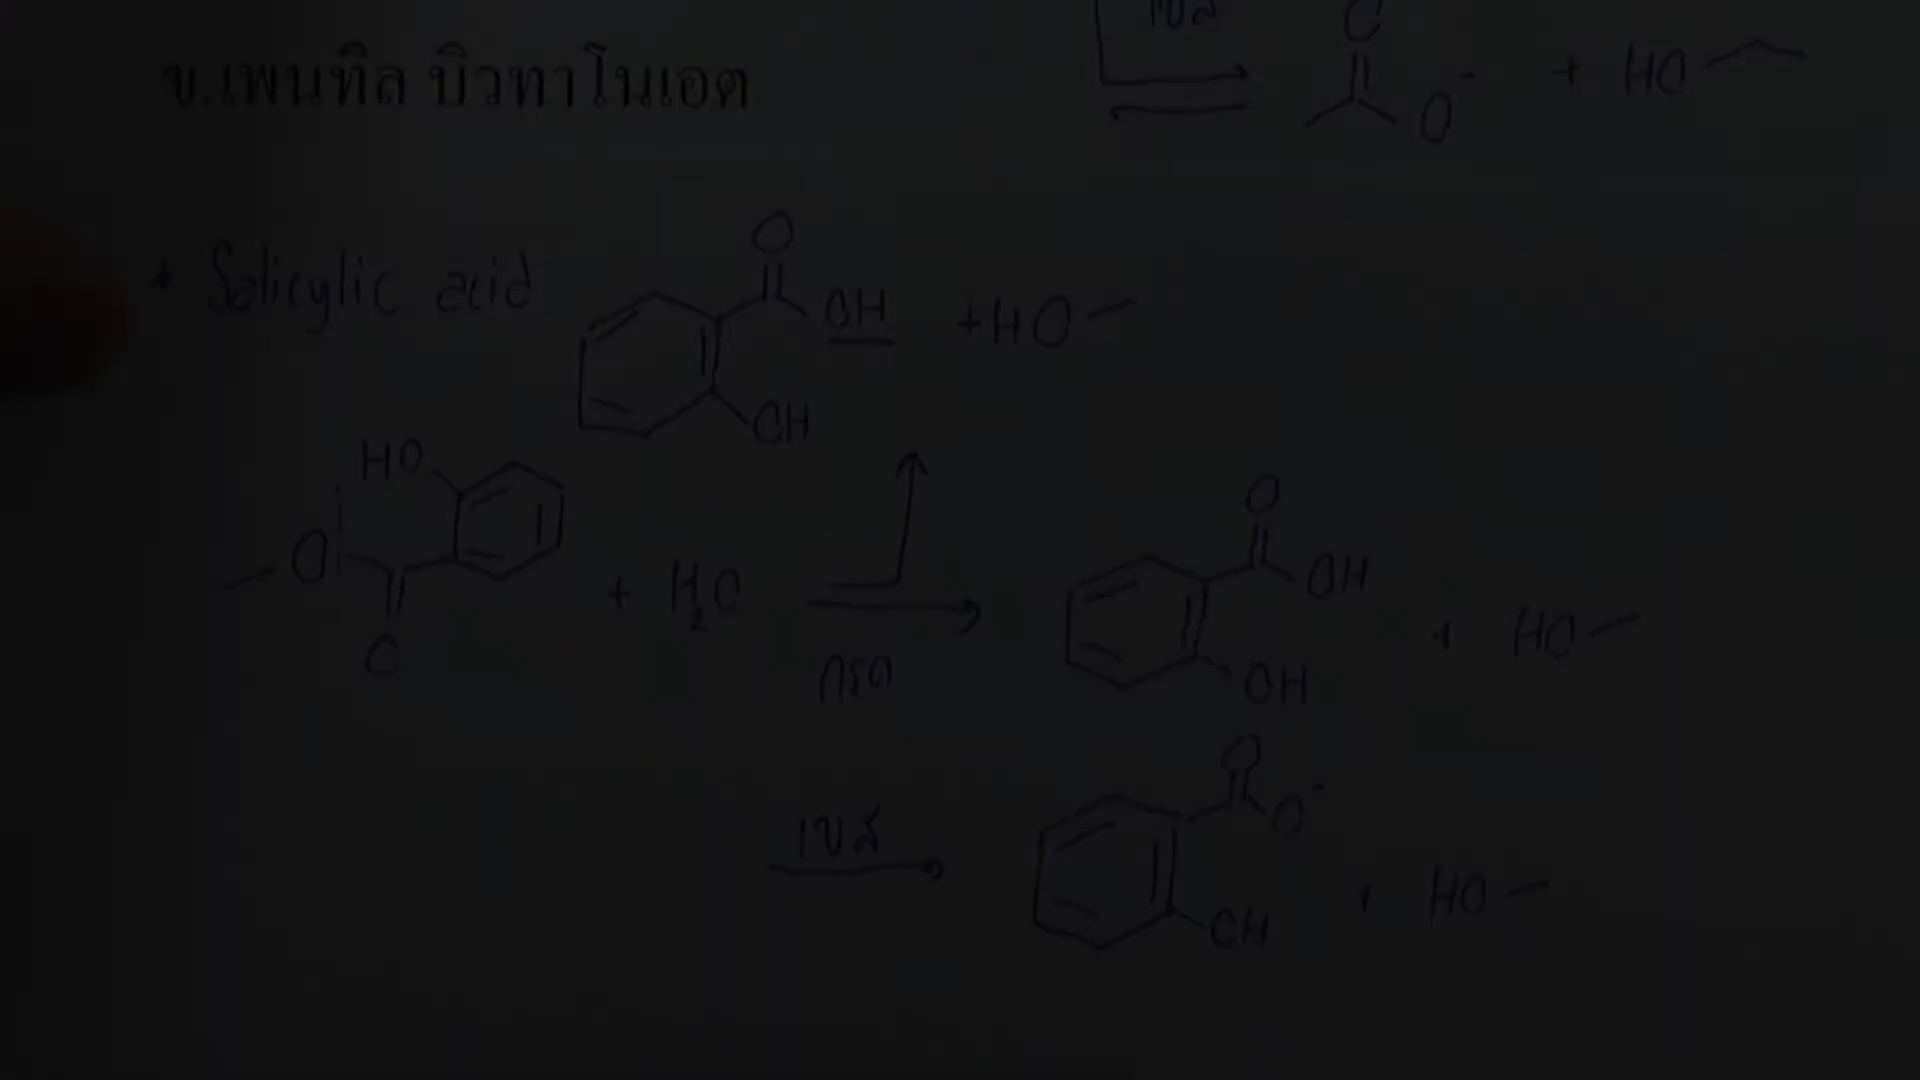 เบส
O
O⁻ + HO
ข.เพนทิล บิวทาโนเอต
O
* Salicylic acid OH + HO
OH
HO
O
O + H₂O OH + HO
O กรด OH
O
เบส O⁻
OH + HO